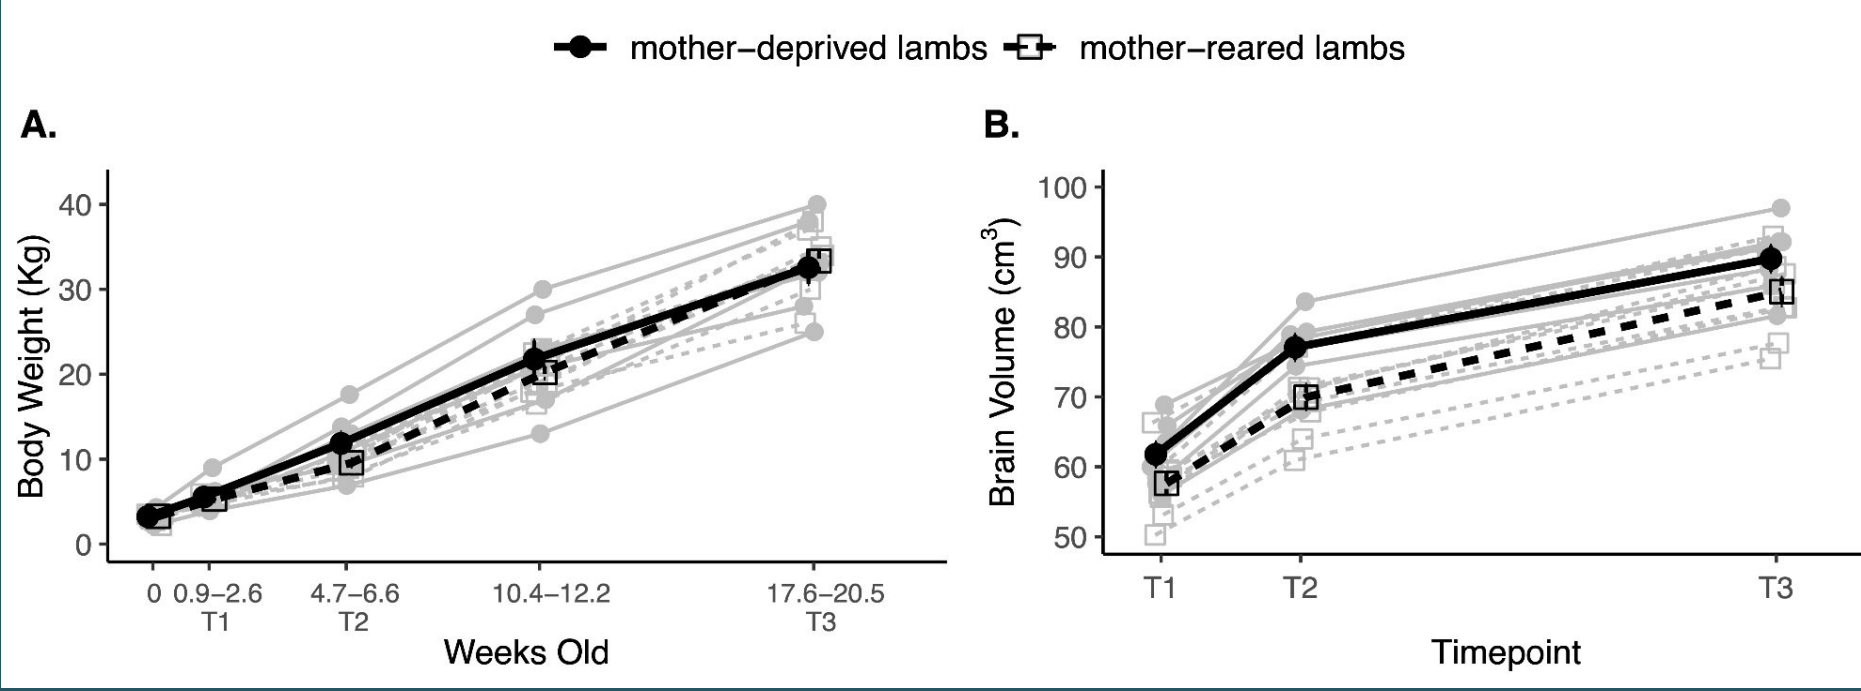 mother–deprived lambs mother–reared lambs
A.
B.
Body Weight (Kg)
40
30
20
10
0
0 0.9–2.6 4.7–6.6 10.4–12.2 17.6–20.5
T1 T2 T3
Weeks Old
Brain Volume (cm³)
100
90
80
70
60
50
T1 T2 T3
Timepoint